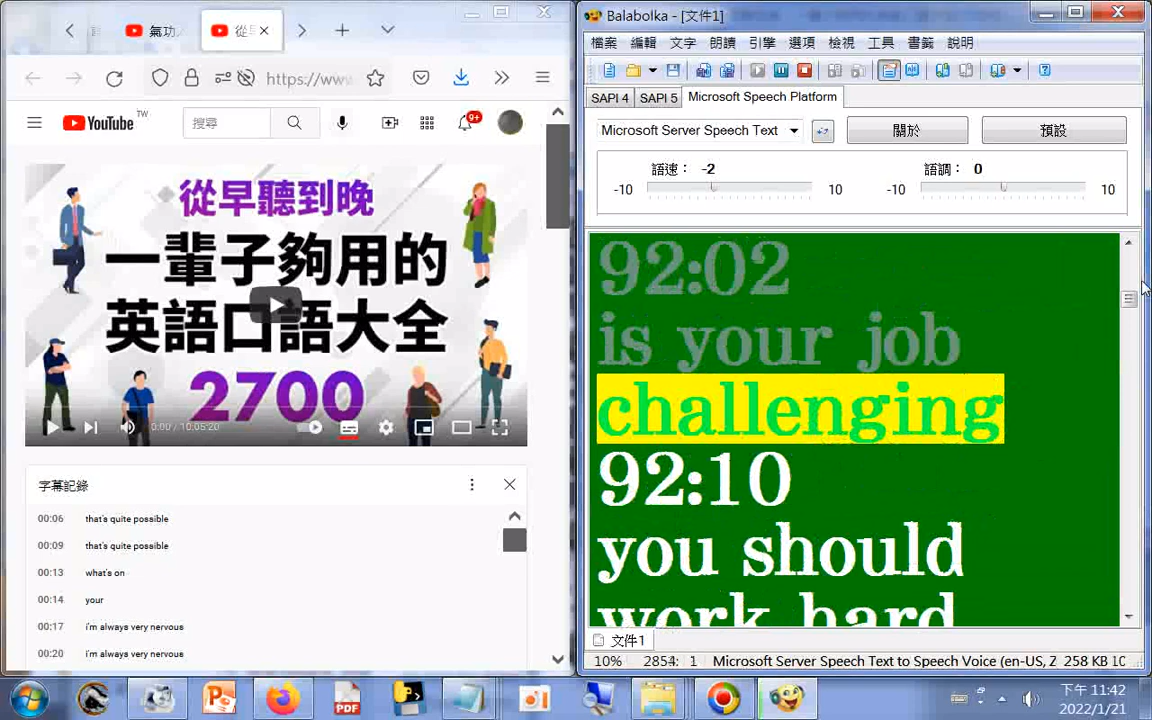 氣功
從
https://www
YouTube TW
搜尋
9+
從早聽到晚
一輩子夠用的
英語口語大全
2700
0:00 / 10:05:20
字幕記錄
00:06 that's quite possible
00:09 that's quite possible
00:13 what's on
00:14 your
00:17 i'm always very nervous
00:20 i'm always very nervous
Balabolka - [文件1]
檔案 編輯 文字 朗讀 引擎 選項 檢視 工具 書籤 說明
SAPI 4 SAPI 5 Microsoft Speech Platform
Microsoft Server Speech Text 關於 預設
語速： -2 語調： 0
-10 10 -10 10
92:02
is your job
challenging
92:10
you should
work hard
文件1
10% 2854: 1 Microsoft Server Speech Text to Speech Voice (en-US, Z 258 KB 10
PDF
下午 11:42
2022/1/21